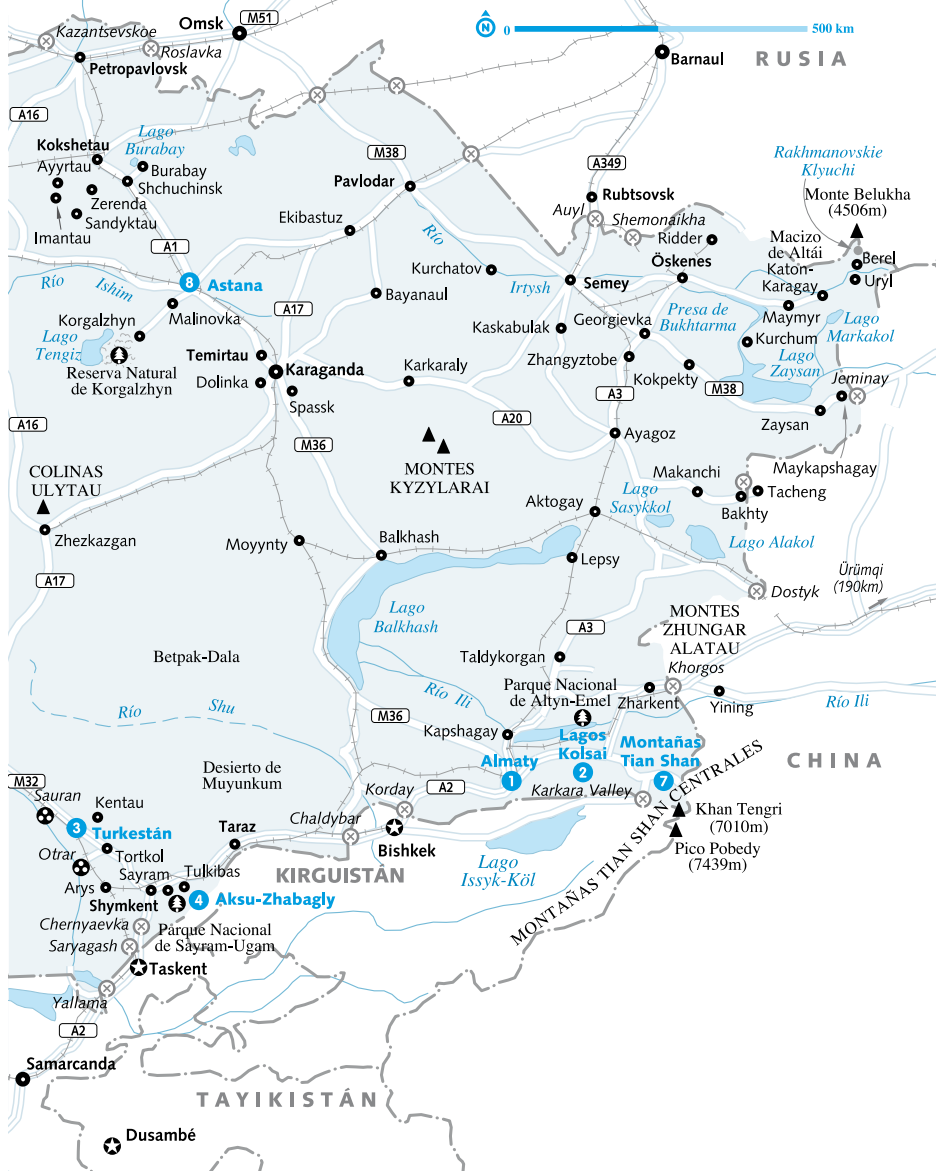 Omsk
M51
Kazantsevskoe
Roslavka
Petropavlovsk
N
0
500 km
Barnaul
RUSIA
A16
Kokshetau
Lago
Burabay
Ayyrtau
Burabay
Shchuchinsk
Zerenda
Sandyktau
Imantau
M38
Pavlodar
A349
Rubtsovsk
Rakhmanovskie
Klyuchi
Monte Belukha
(4506m)
Auyl
Shemonaikha
Ridder
Ekibastuz
A1
Río
Macizo
de Altái
Berel
Katon-
Karagay
Uryl
Río
Ishim
8
Astana
Kurchatov
Irtysh
Semey
Öskenes
Bayanaul
Maymyr
Presa de
Bukhtarma
Lago
Markakol
Malinovka
A17
Korgalzhyn
Lago
Tengiz
Reserva Natural
de Korgalzhyn
Kaskabulak
Georgievka
Kurchum
Lago
Zaysan
Zhangyztobe
Temirtau
Karaganda
Dolinka
Spassk
Karkaraly
Kokpekty
M38
Jeminay
A3
Zaysan
A16
M36
A20
Ayagoz
Maykapshagay
COLINAS
ULYTAU
MONTES
KYZYLARAI
Makanchi
Tacheng
Bakhty
Lago
Sasykkol
Aktogay
Zhezkazgan
Moyynty
Balkhash
Lepsy
Lago Alakol
A17
Dostyk
Ürümqi
(190km)
Lago
Balkhash
A3
MONTES
ZHUNGAR
ALATAU
Betpak-Dala
Taldykorgan
Khorgos
Río
Shu
Río Ili
Parque Nacional
de Altyn-Emel
Zharkent
Yining
Río Ili
M36
Kapshagay
Lagos
Kolsai
2
Montañas
Tian Shan
7
CHINA
Almaty
1
M32
Desierto de
Muyunkum
Sauran
Kentau
Korday
A2
Karkara Valley
MONTAÑAS TIAN SHAN CENTRALES
Khan Tengri
(7010m)
Pico Pobedy
(7439m)
3
Turkestán
Taraz
Chaldybar
Bishkek
Otrar
Tortkol
Sayram
Tulkibas
KIRGUISTÁN
Lago
Issyk-Köl
Arys
Shymkent
4
Aksu-Zhabagly
Chernyaevka
Parque Nacional
de Sayram-Ugam
Saryagash
Taskent
Yallama
A2
Samarcanda
TAYIKISTÁN
Dusambé